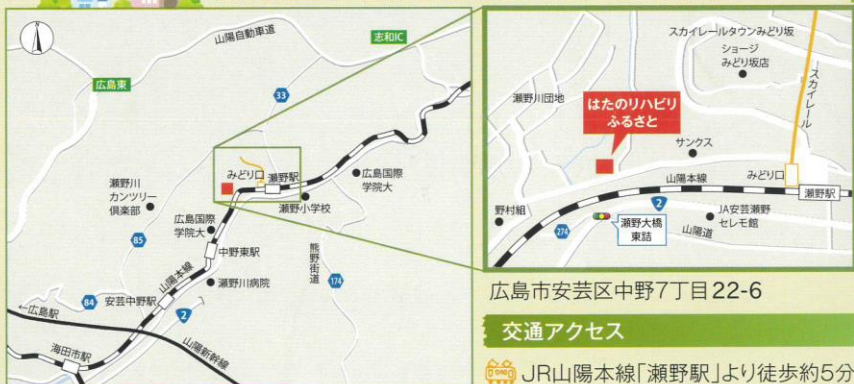 山陽自動車道
志和IC
広島東
33
みどり口
瀬野駅
広島国際
学院大
瀬野川
カンツリー
倶楽部
瀬野小学校
広島国際
学院大
85
中野東駅
熊野街道
山陽本線
瀬野川病院
174
安芸中野駅
84
2
←広島駅
海田市駅
山陽新幹線
スカイレールタウンみどり坂
ショージ
みどり坂店
スカイレール
瀬野川団地
はたのリハビリ
ふるさと
サンクス
みどり口
山陽本線
瀬野駅
野村組
2
274
瀬野大橋
東詰
JA安芸瀬野
セレモ館
山陽道
広島市安芸区中野7丁目22-6
交通アクセス
JR山陽本線「瀬野駅」より徒歩約5分